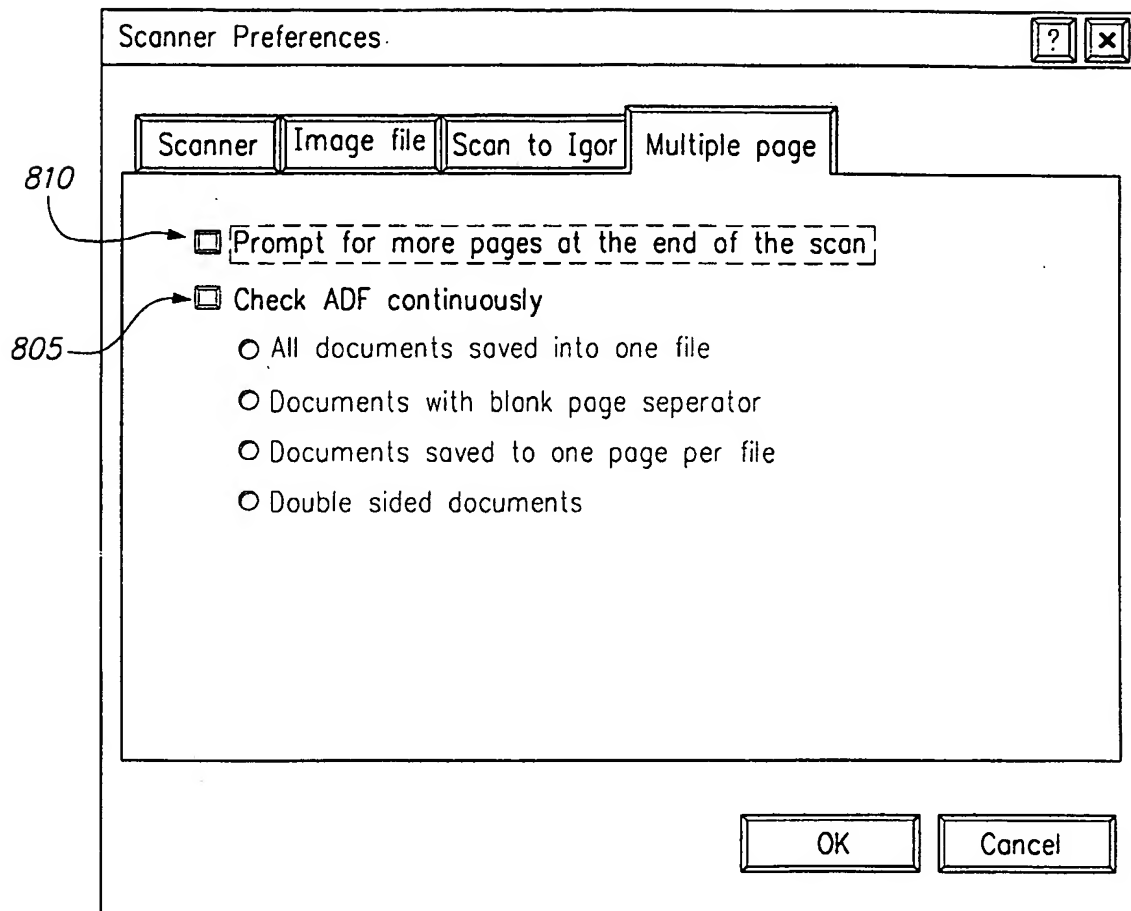 Scanner Preferences
? ×
Scanner Image file Scan to Igor Multiple page
810
Prompt for more pages at the end of the scan
Check ADF continuously
805
All documents saved into one file
Documents with blank page seperator
Documents saved to one page per file
Double sided documents
OK Cancel